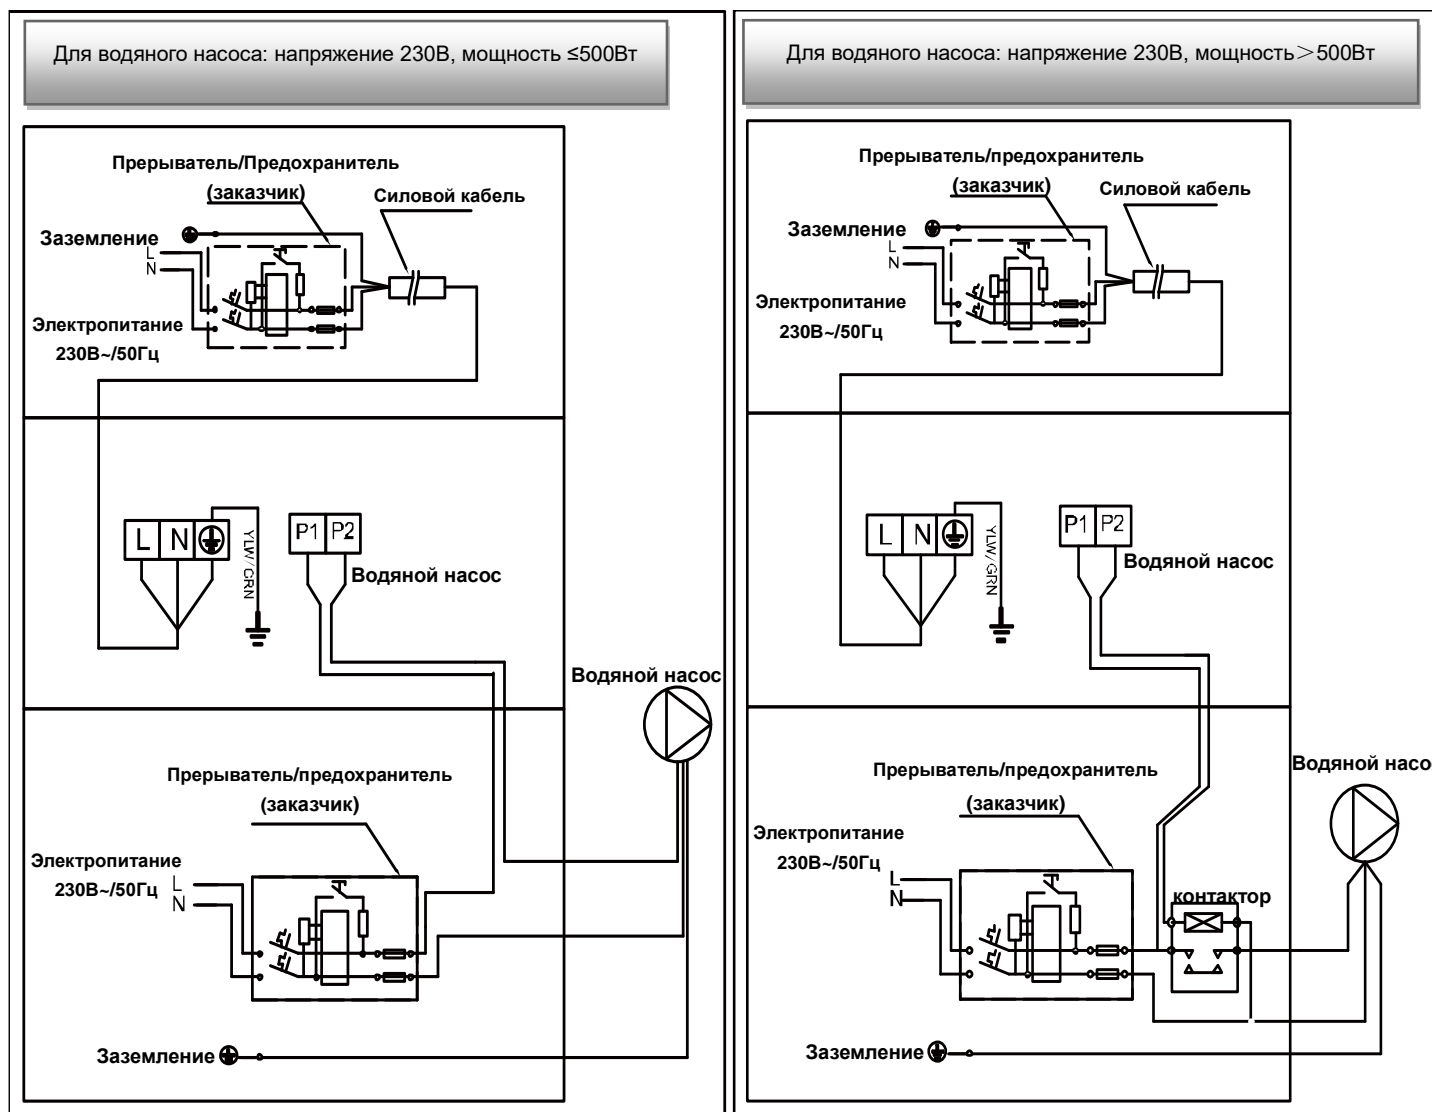 Для водяного насоса: напряжение 230В, мощность ≤500Вт
Прерыватель/Предохранитель
(заказчик)
Силовой кабель
Заземление
L
N
Электропитание
230В~/50Гц
L N
YLW/GRN
P1 P2
Водяной насос
Водяной насос
Прерыватель/предохранитель
(заказчик)
Электропитание
230В~/50Гц
L
N
Заземление
Для водяного насоса: напряжение 230В, мощность＞500Вт
Прерыватель/предохранитель
(заказчик)
Силовой кабель
Заземление
L
N
Электропитание
230В~/50Гц
L N
YLW/GRN
P1 P2
Водяной насос
Водяной насо
Прерыватель/предохранитель
(заказчик)
Электропитание
230В~/50Гц
L
N
контактор
Заземление